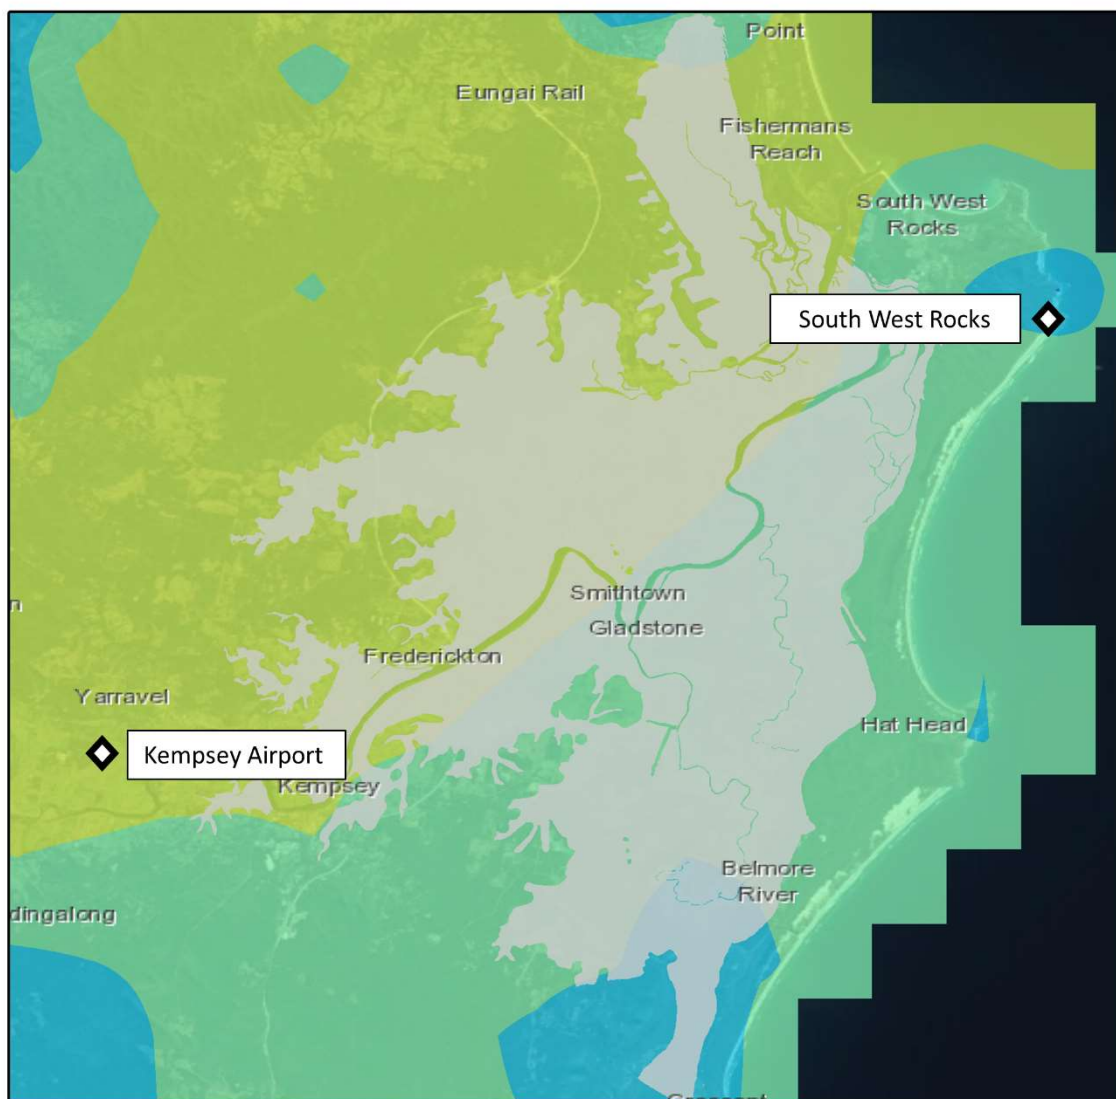 Point
Eungai Rail
Fishermans
Reach
South West
Rocks
South West Rocks
n
Smithtown
Gladstone
Frederickton
Yarravel
Hat Head
Kempsey Airport
Kempsey
Belmore
River
dingalong